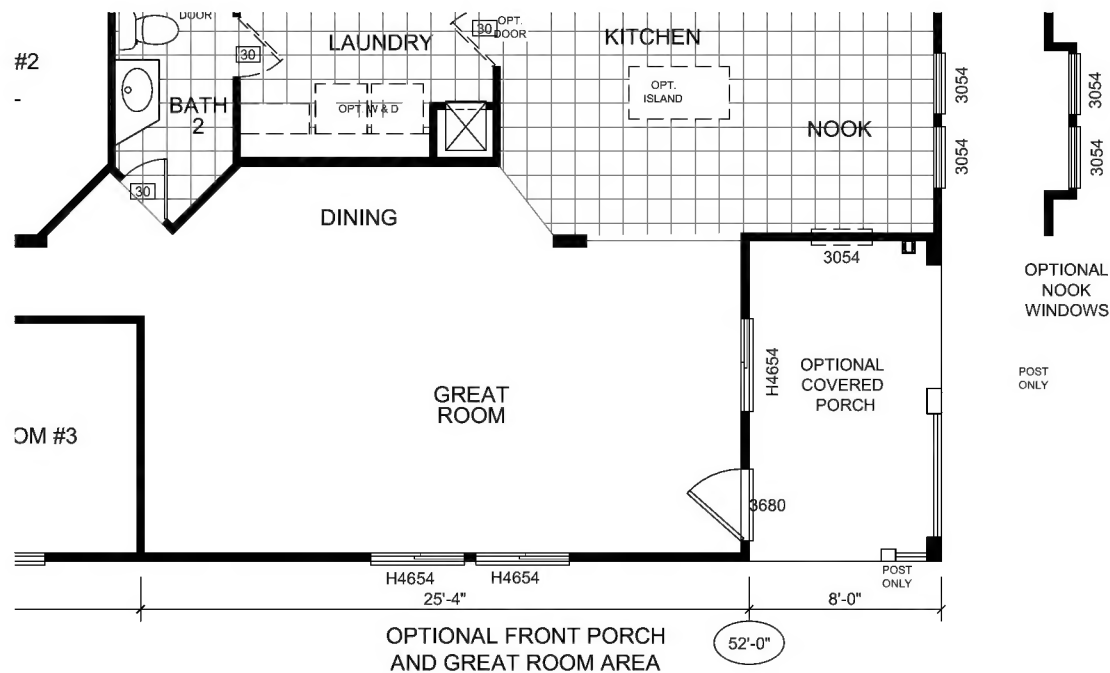 DOOR
OPT.
DOOR
30
30
LAUNDRY
KITCHEN
#2
OPT.
ISLAND
3054
3054
BATH
2
OPT. W & D
NOOK
3054
3054
30
DINING
3054
OPTIONAL
NOOK
WINDOWS
H4654
OPTIONAL
COVERED
PORCH
POST
ONLY
GREAT
ROOM
OM #3
3680
H4654
H4654
POST
ONLY
25'-4"
8'-0"
OPTIONAL FRONT PORCH
AND GREAT ROOM AREA
52'-0"